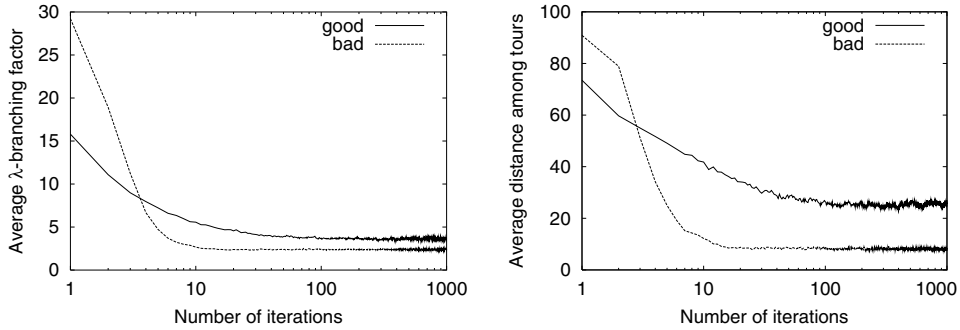 Average λ-branching factor
30
25
20
15
10
5
0
1
10
100
1000
Number of iterations
good
bad
Average distance among tours
100
80
60
40
20
0
1
10
100
1000
Number of iterations
good
bad